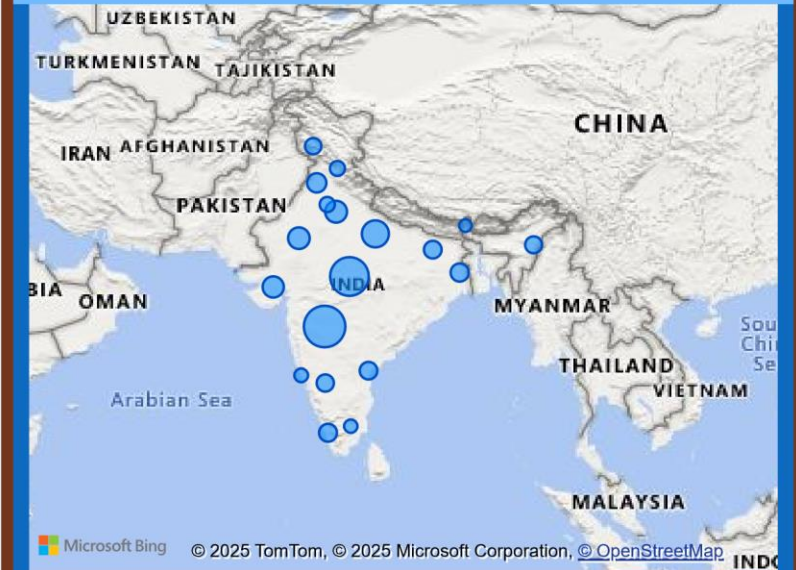 UZBEKISTAN
TURKMENISTAN
TAJIKISTAN
CHINA
IRAN
AFGHANISTAN
PAKISTAN
BIA
OMAN
INDIA
MYANMAR
Sou
Chi
Se
THAILAND
VIETNAM
Arabian Sea
MALAYSIA
Microsoft Bing
© 2025 TomTom, © 2025 Microsoft Corporation, © OpenStreetMap
INDO